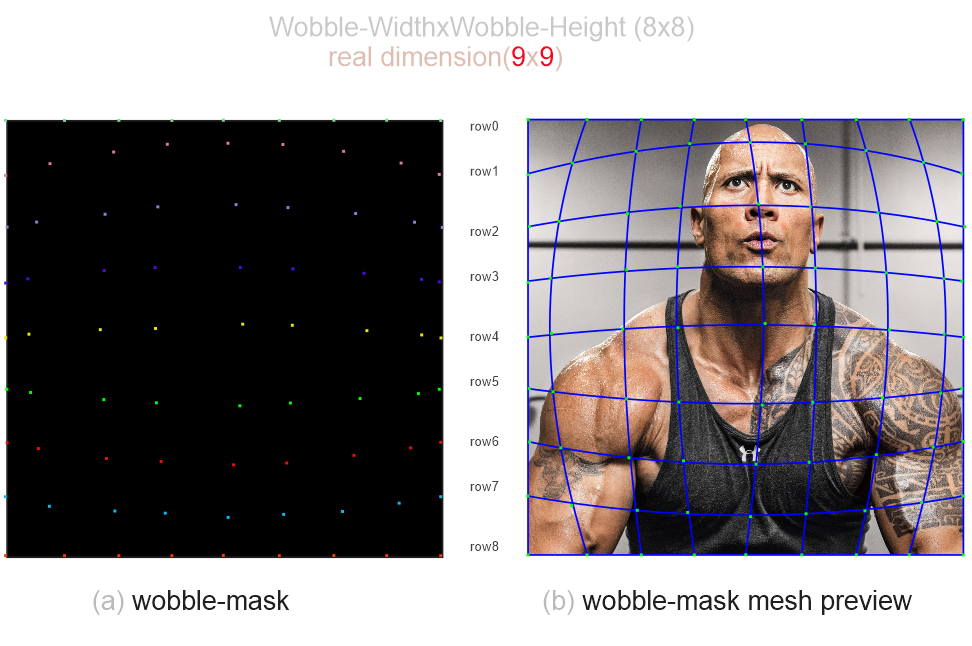 Wobble-WidthxWobble-Height (8x8)
real dimension(9x9)
row0
row1
row2
row3
row4
row5
row6
row7
row8
(a) wobble-mask
(b) wobble-mask mesh preview